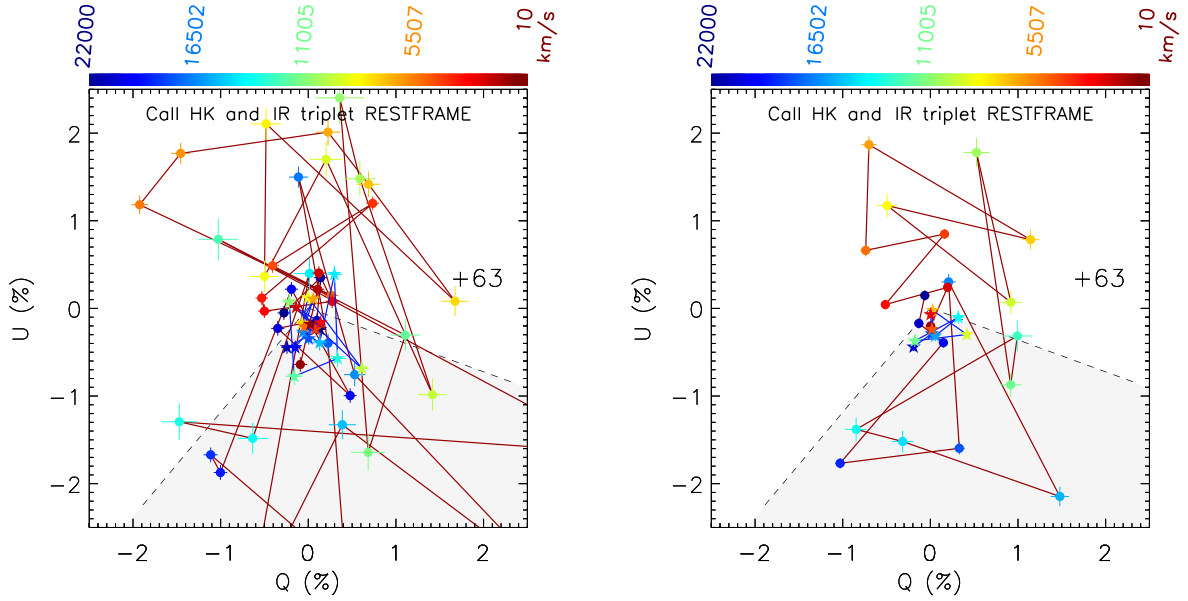 22000 16502 11005 5507 10 km/s
CaII HK and IR triplet RESTFRAME
+63
2
1
0
−1
−2
U (%)
−2 −1 0 1 2
Q (%)
22000 16502 11005 5507 10 km/s
CaII HK and IR triplet RESTFRAME
+63
2
1
0
−1
−2
U (%)
−2 −1 0 1 2
Q (%)